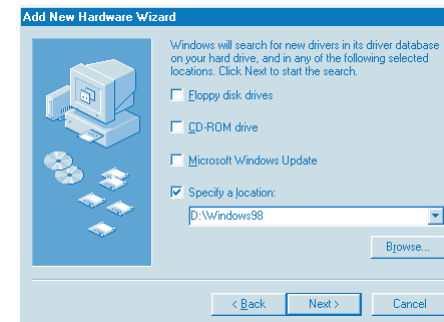 Add New Hardware Wizard
Windows will search for new drivers in its driver database
on your hard drive, and in any of the following selected
locations. Click Next to start the search.
Floppy disk drives
CD-ROM drive
Microsoft Windows Update
Specify a location:
D:\Windows98
Browse...
< Back Next > Cancel